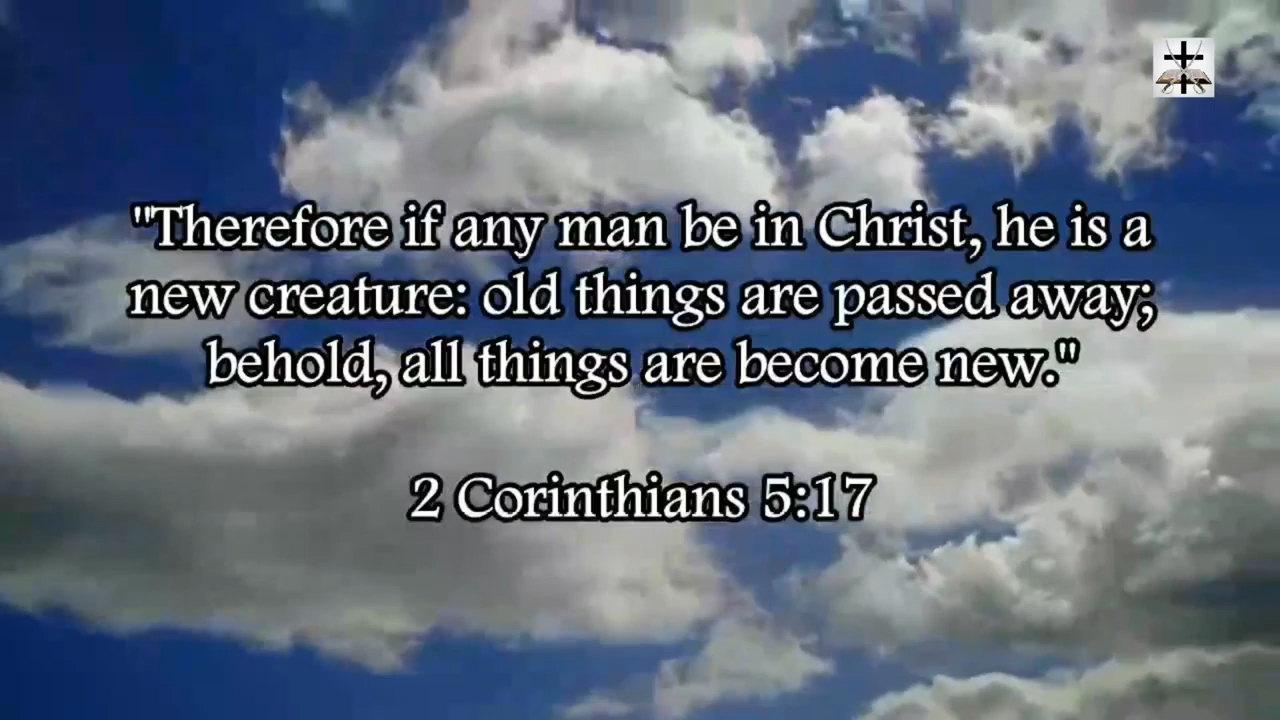 "Therefore if any man be in Christ, he is a
new creature: old things are passed away;
behold, all things are become new."
2 Corinthians 5:17